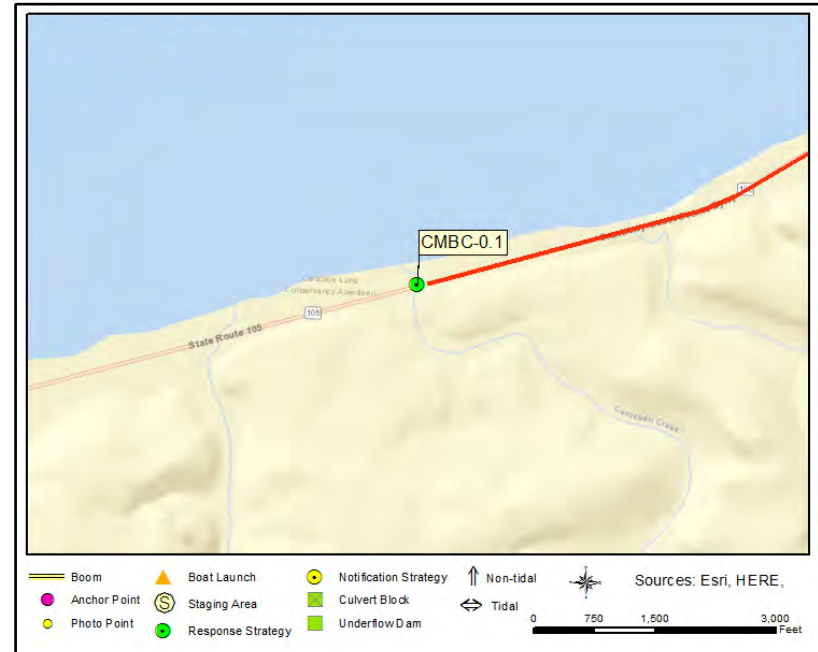 CMBC-0.1
105
State Route 105
Boom
Boat Launch
Notification Strategy
Non-tidal
Sources: Esri, HERE,
Anchor Point
S
Staging Area
Culvert Block
Tidal
Photo Point
Response Strategy
Underflow Dam
0 750 1,500 3,000
Feet